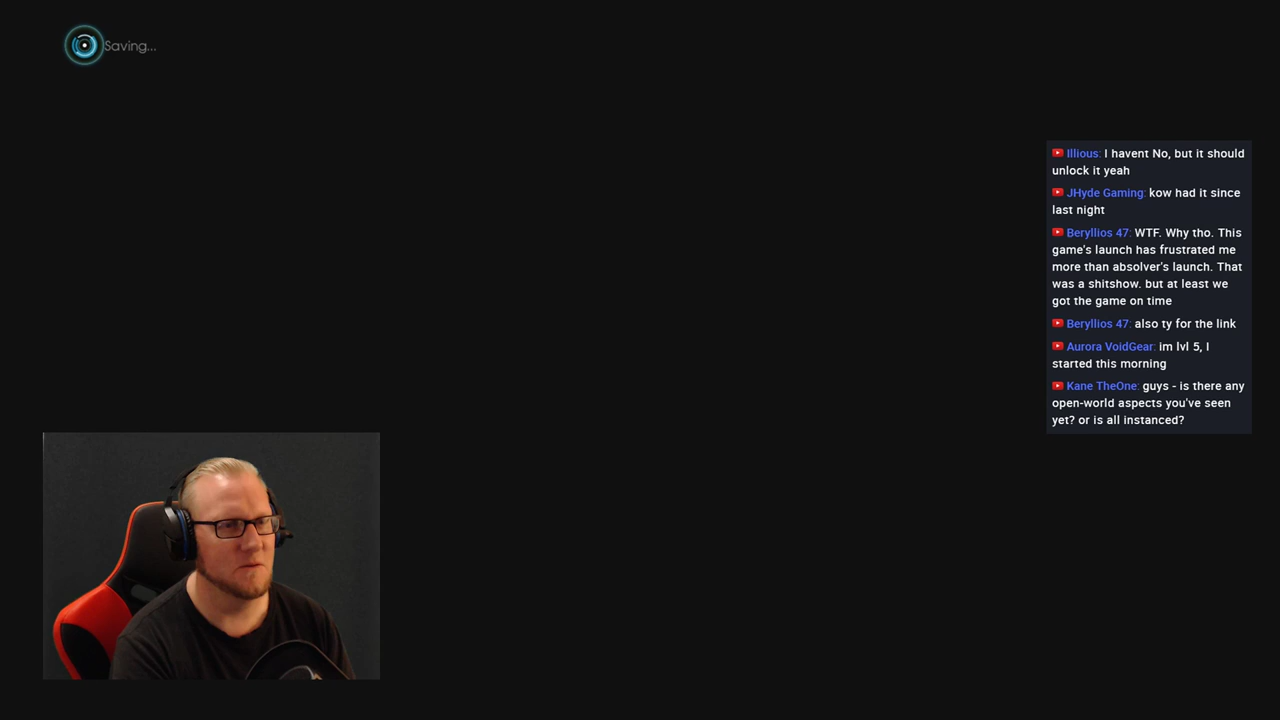 Saving...
Illious: I havent No, but it should
unlock it yeah
JHyde Gaming: kow had it since
last night
Beryllios 47: WTF. Why tho. This
game's launch has frustrated me
more than absolver's launch. That
was a shitshow. but at least we
got the game on time
Beryllios 47: also ty for the link
Aurora VoidGear: im lvl 5, I
started this morning
Kane TheOne: guys - is there any
open-world aspects you've seen
yet? or is all instanced?